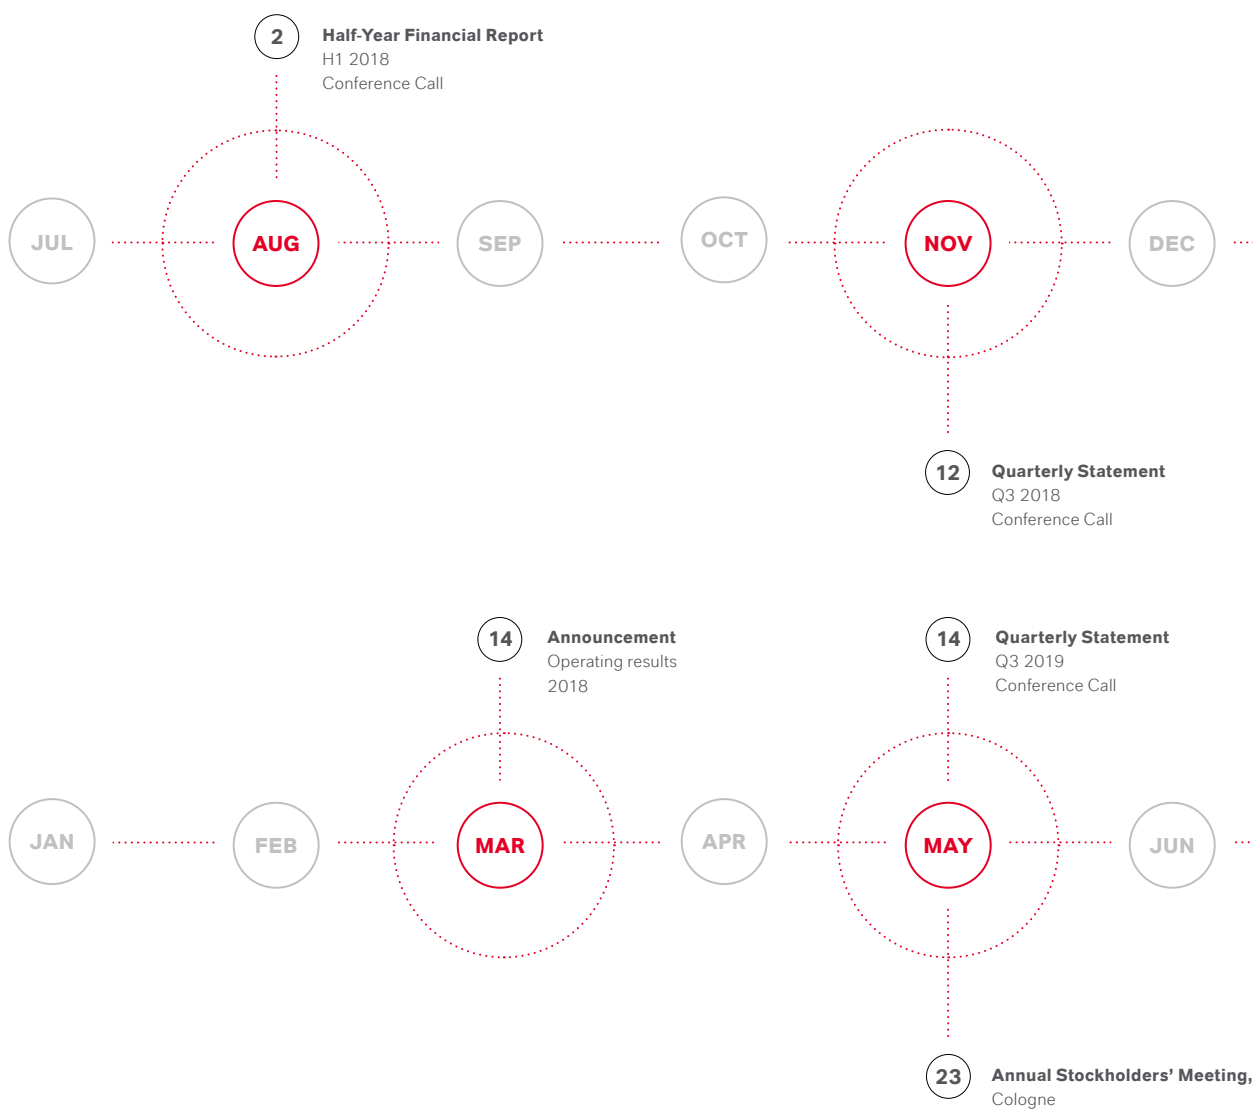 2
Half-Year Financial Report
H1 2018
Conference Call
JUL
AUG
SEP
OCT
NOV
DEC
12
Quarterly Statement
Q3 2018
Conference Call
14
Announcement
Operating results
2018
14
Quarterly Statement
Q3 2019
Conference Call
JAN
FEB
MAR
APR
MAY
JUN
23
Annual Stockholders’ Meeting,
Cologne